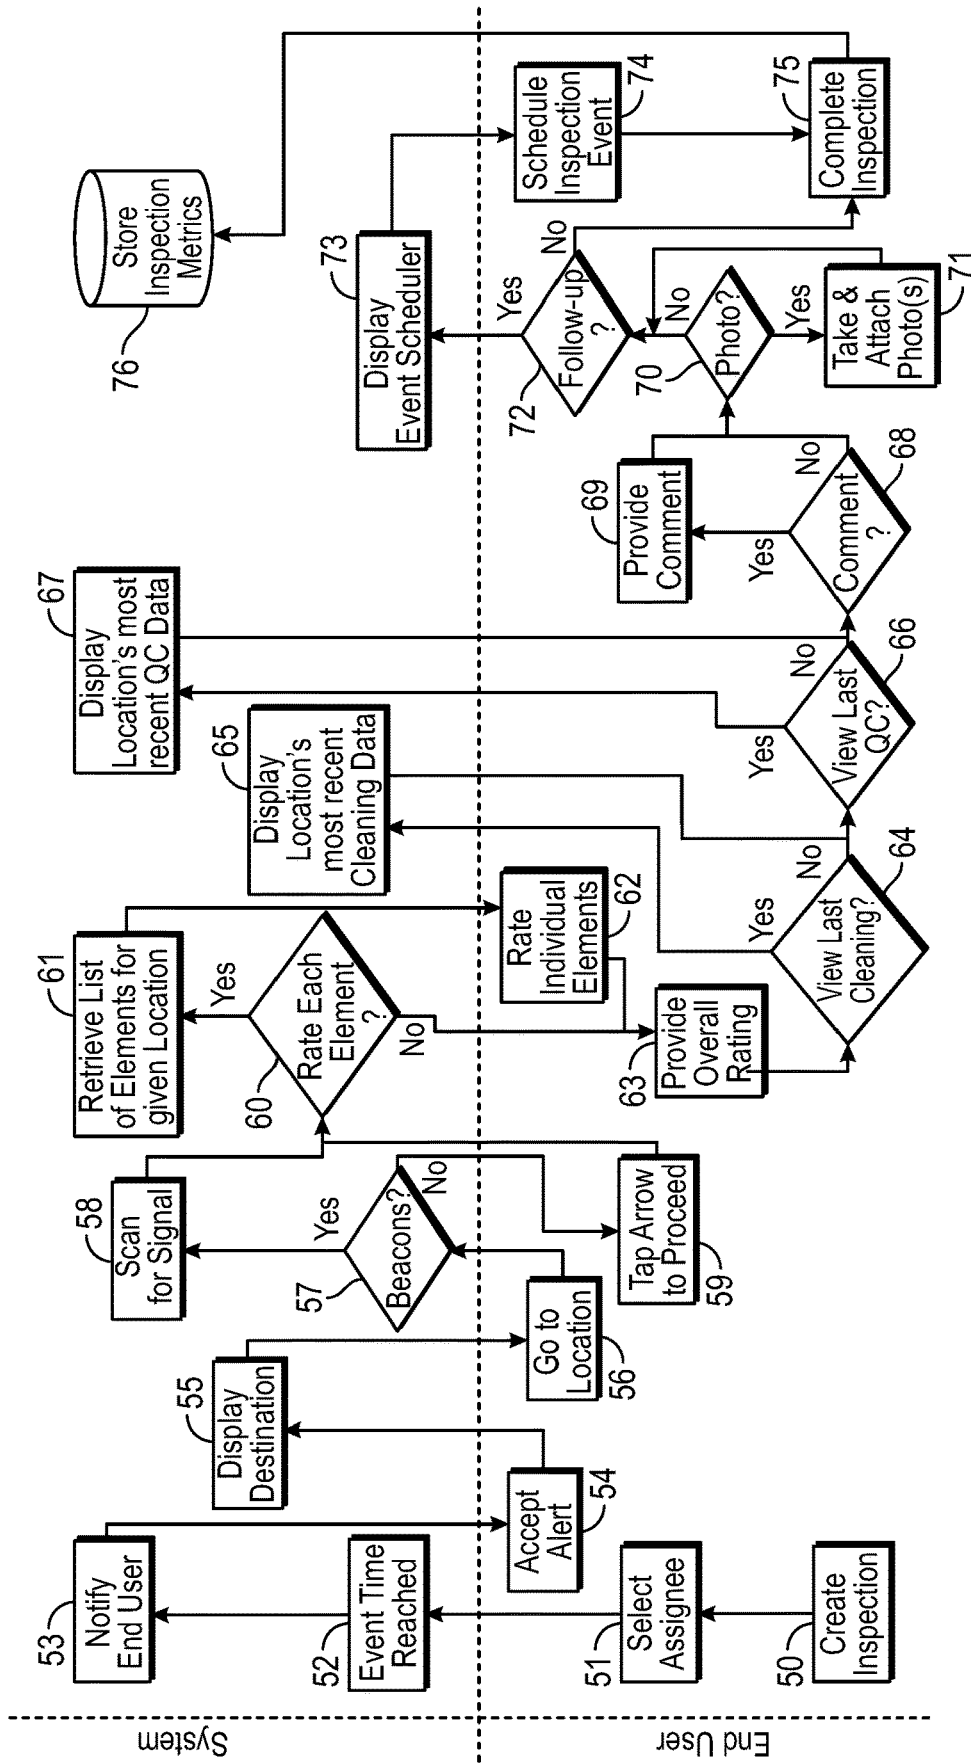 System
End User
50
Create
Inspection
51
Select
Assignee
52
Event Time
Reached
53
Notify
End User
54
Accept
Alert
55
Display
Destination
56
Go to
Location
57
Beacons?
Yes
No
58
Scan
for Signal
59
Tap Arrow
to Proceed
60
Rate Each
Element
?
Yes
No
61
Retrieve List
of Elements for
given Location
62
Rate
Individual
Elements
63
Provide
Overall
Rating
64
View Last
Cleaning?
Yes
No
65
Display
Location's
most recent
Cleaning Data
66
View Last
QC?
Yes
No
67
Display
Location's most
recent QC Data
68
Comment
?
Yes
No
69
Provide
Comment
70
Photo?
No
Yes
71
Take &
Attach
Photo(s)
72
Follow-up
?
Yes
No
73
Display
Event Scheduler
74
Schedule
Inspection
Event
75
Complete
Inspection
76
Store
Inspection
Metrics